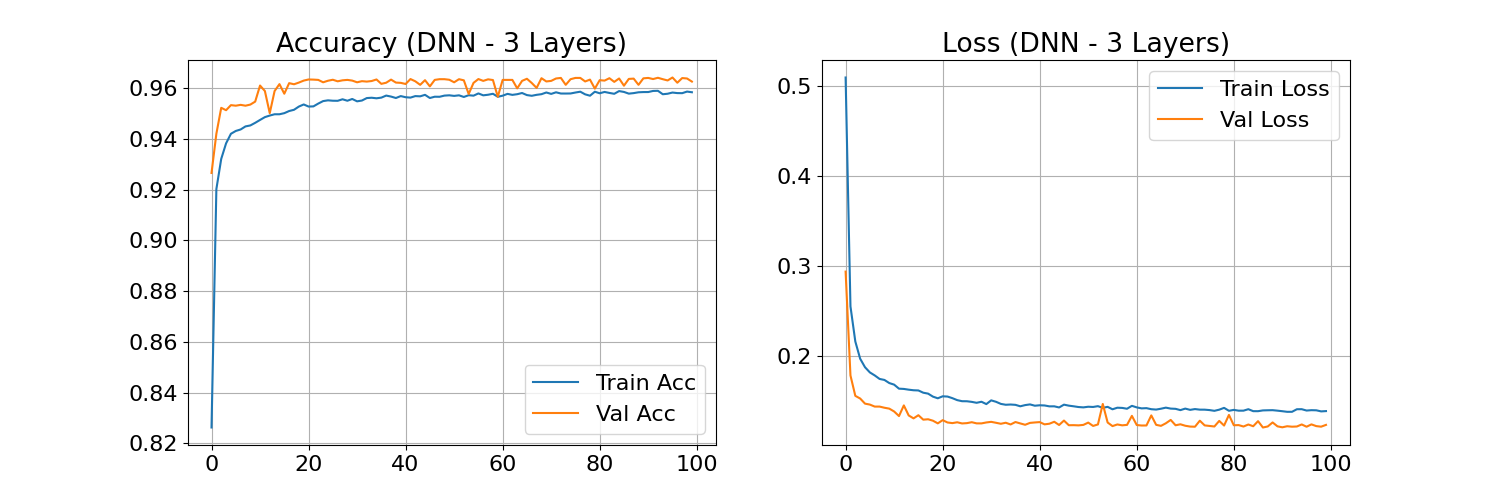 Accuracy (DNN - 3 Layers)
0.96
0.94
0.92
0.90
0.88
0.86
0.84
0.82
0 20 40 60 80 100
Train Acc
Val Acc
Loss (DNN - 3 Layers)
0.5
0.4
0.3
0.2
0 20 40 60 80 100
Train Loss
Val Loss